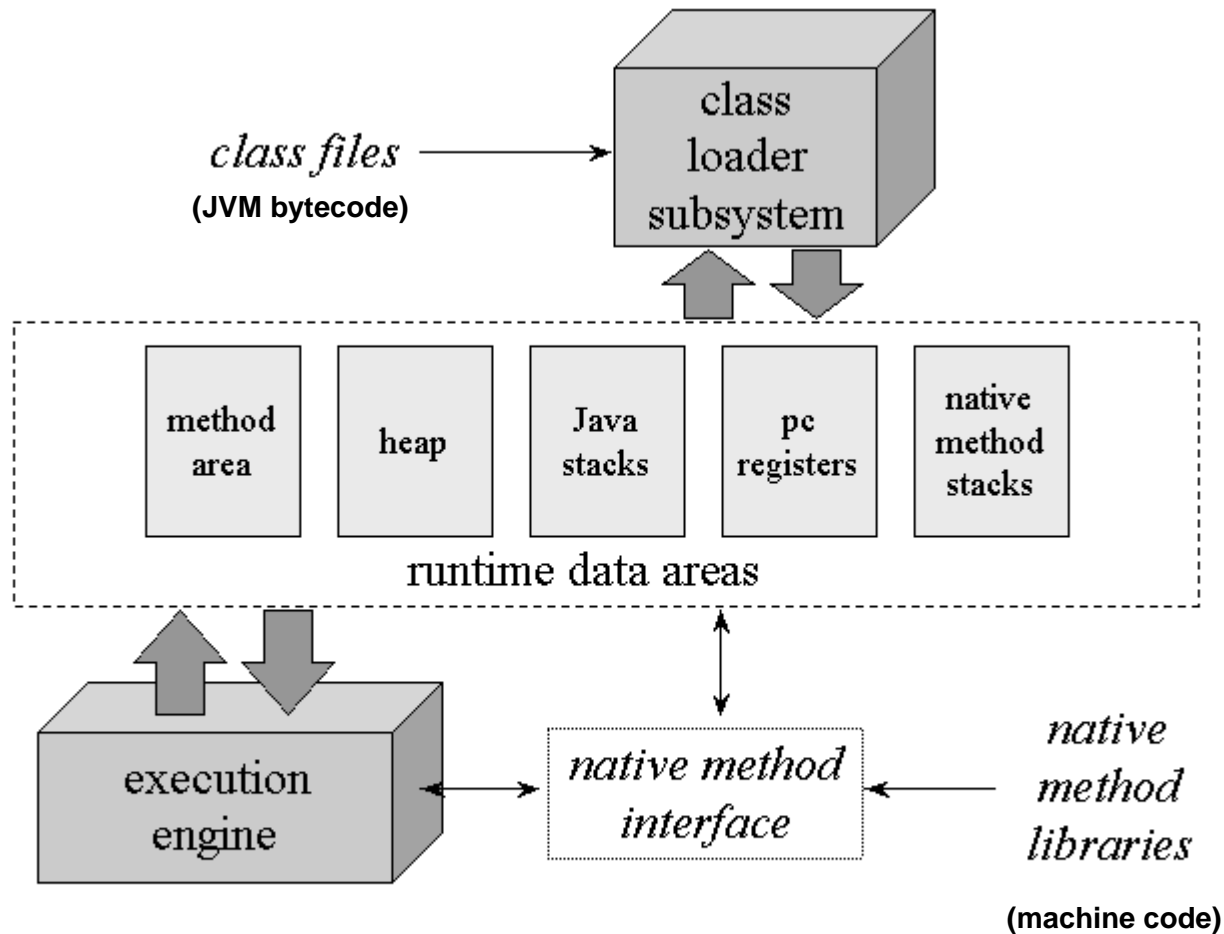 class
loader
subsystem
class files
(JVM bytecode)
method
area
heap
Java
stacks
pc
registers
native
method
stacks
runtime data areas
execution
engine
native method
interface
native
method
libraries
(machine code)